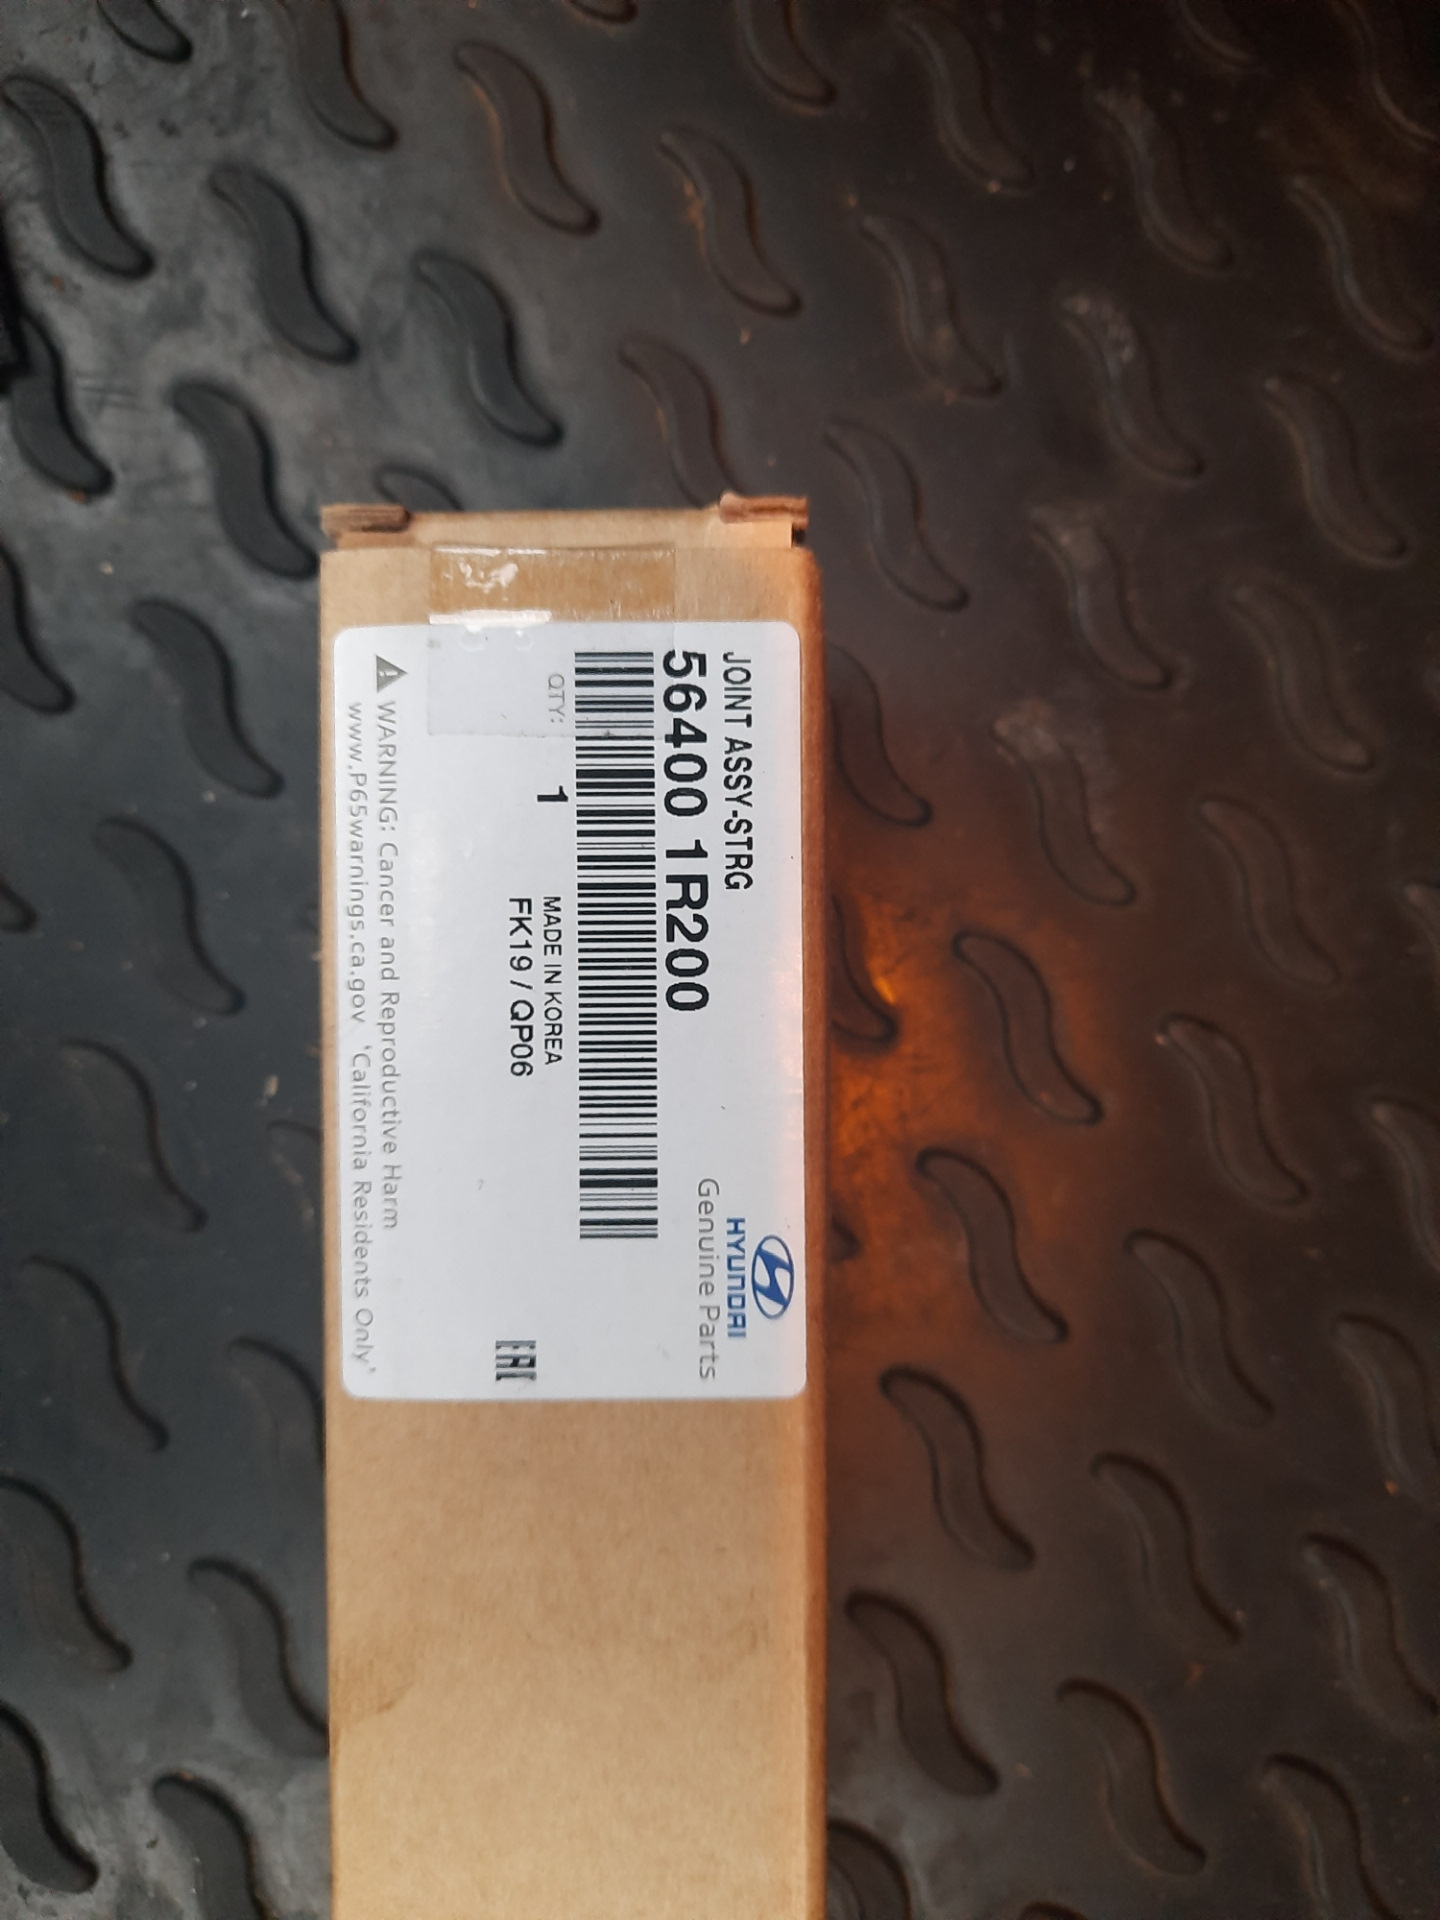 JOINT ASSY-STRG
56400 1R200
HYUNDAI
Genuine Parts
QTY: 1
MADE IN KOREA
FK19 / QP06
EAC
WARNING: Cancer and Reproductive Harm
www.P65warnings.ca.gov 'California Residents Only'